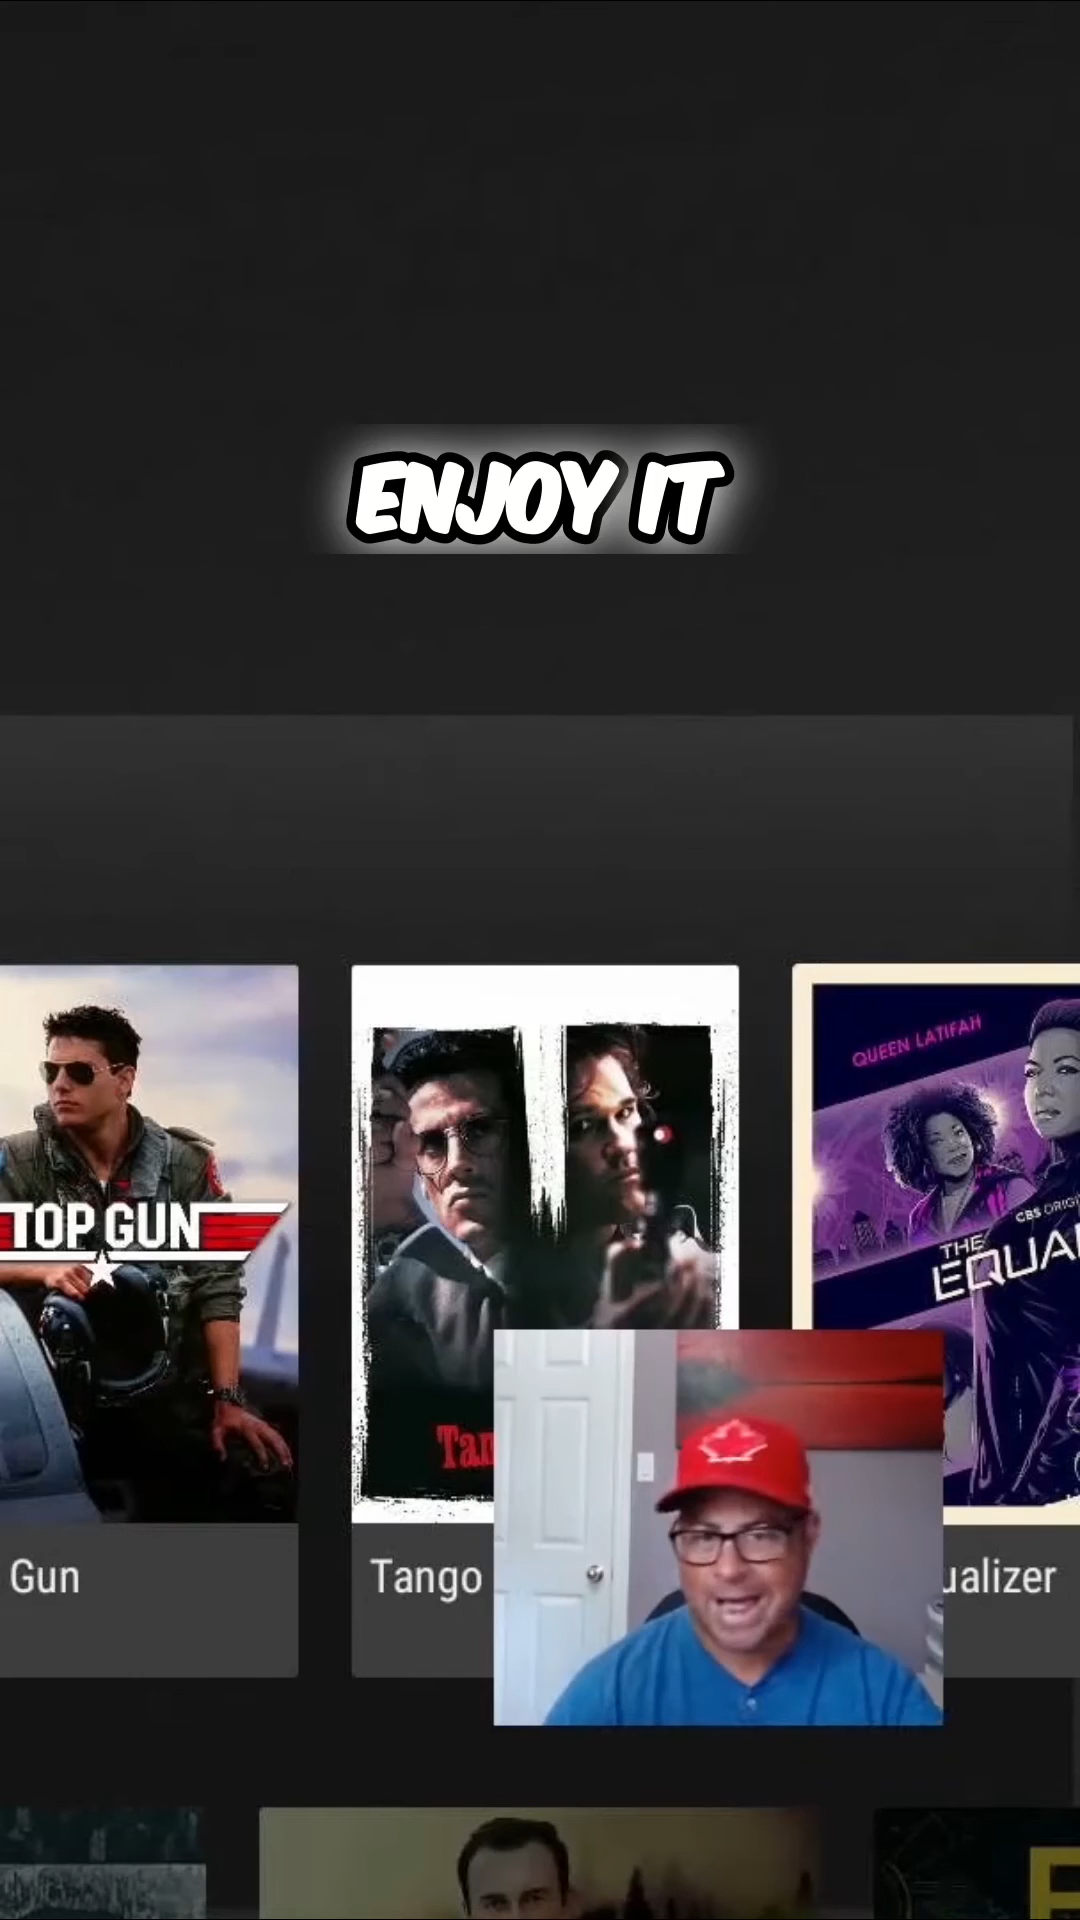 ENJOY IT
TOP GUN
QUEEN LATIFAH
CBS ORIGI
THE
EQUAL
Tan
Gun
Tango
ualizer